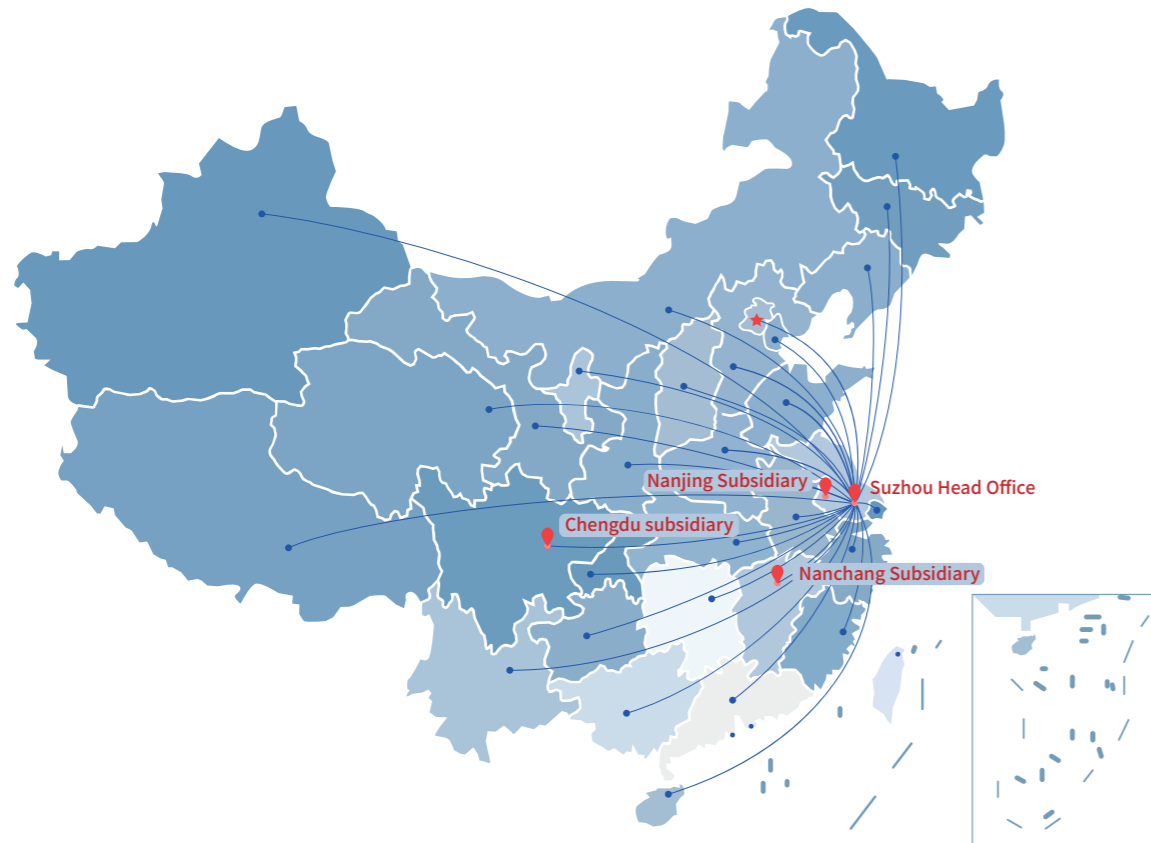 Nanjing Subsidiary
Suzhou Head Office
Chengdu subsidiary
Nanchang Subsidiary